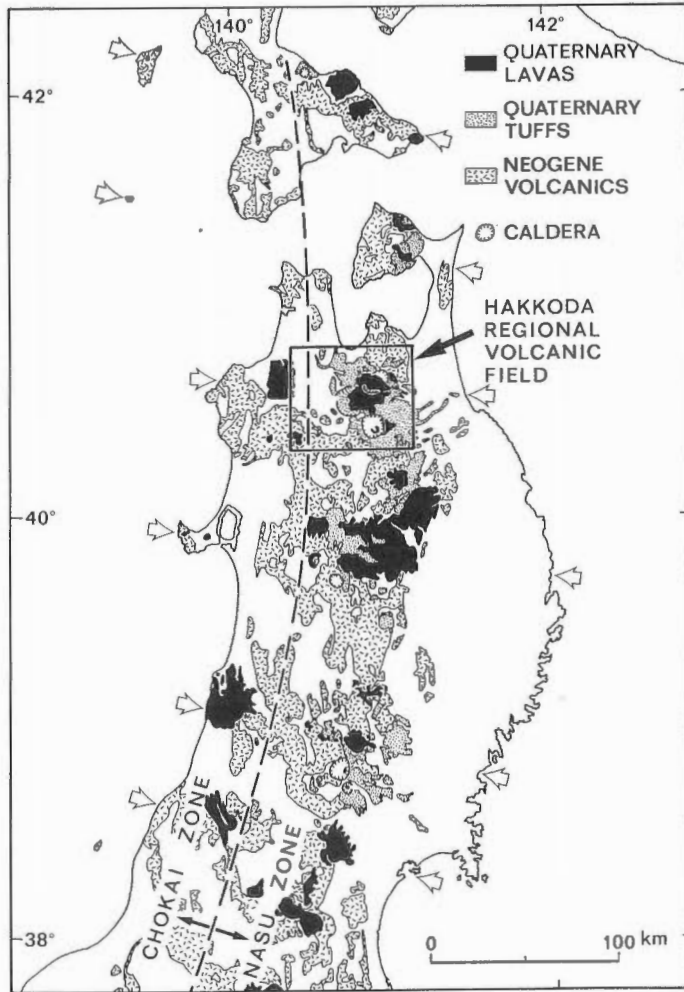 140°
142°
42°
QUATERNARY
LAVAS
QUATERNARY
TUFFS
NEOGENE
VOLCANICS
CALDERA
HAKKODA
REGIONAL
VOLCANIC
FIELD
40°
CHOKAI ZONE
NASU ZONE
38°
0 100 km